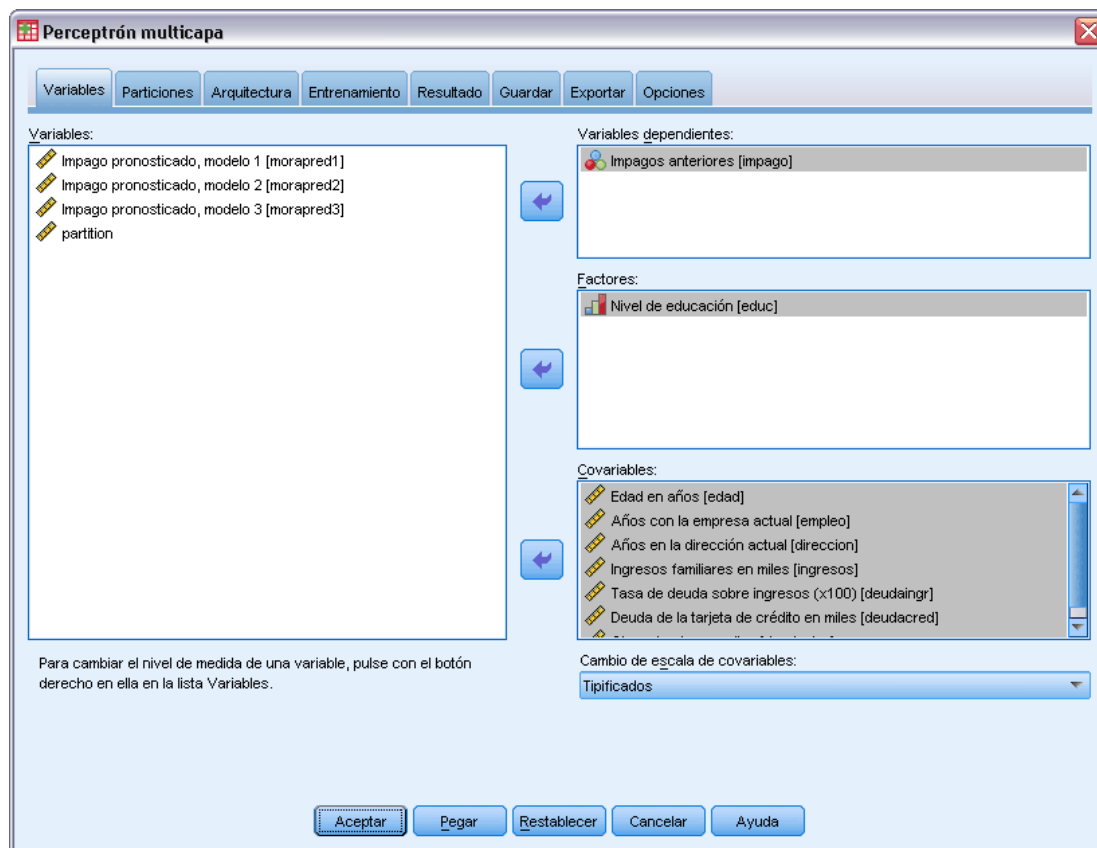 Perceptrón multicapa
Variables Particiones Arquitectura Entrenamiento Resultado Guardar Exportar Opciones
Variables:
Impago pronosticado, modelo 1 [morapred1]
Impago pronosticado, modelo 2 [morapred2]
Impago pronosticado, modelo 3 [morapred3]
partition
Para cambiar el nivel de medida de una variable, pulse con el botón
derecho en ella en la lista Variables.
Variables dependientes:
Impagos anteriores [impago]
Factores:
Nivel de educación [educ]
Covariables:
Edad en años [edad]
Años con la empresa actual [empleo]
Años en la dirección actual [direccion]
Ingresos familiares en miles [ingresos]
Tasa de deuda sobre ingresos (x100) [deudaingr]
Deuda de la tarjeta de crédito en miles [deudacred]
Cambio de escala de covariables:
Tipificados
Aceptar Pegar Restablecer Cancelar Ayuda